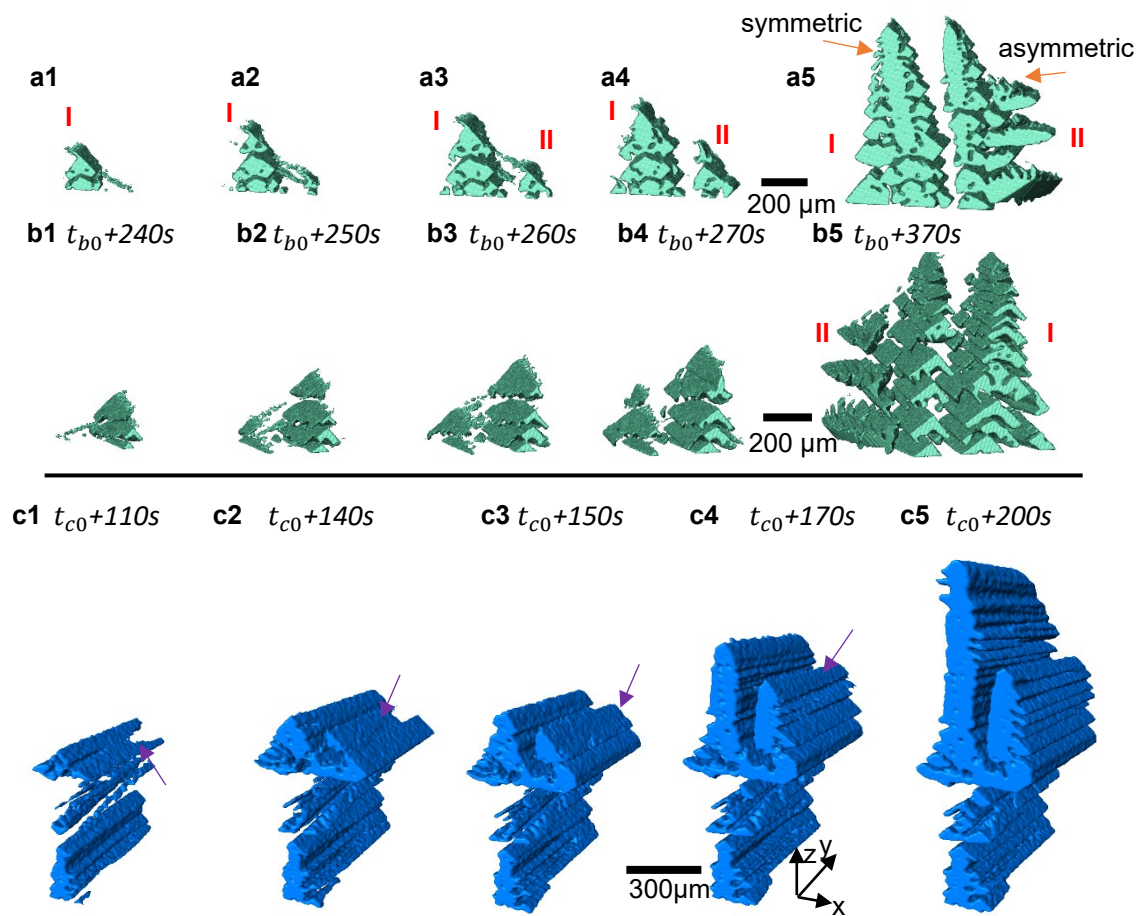 symmetric
asymmetric
a1 a2 a3 a4 a5
I I I II I II I II
200 µm
b1 t_b0+240s b2 t_b0+250s b3 t_b0+260s b4 t_b0+270s b5 t_b0+370s
II I
200 µm
c1 t_c0+110s c2 t_c0+140s c3 t_c0+150s c4 t_c0+170s c5 t_c0+200s
300µm
z y
x